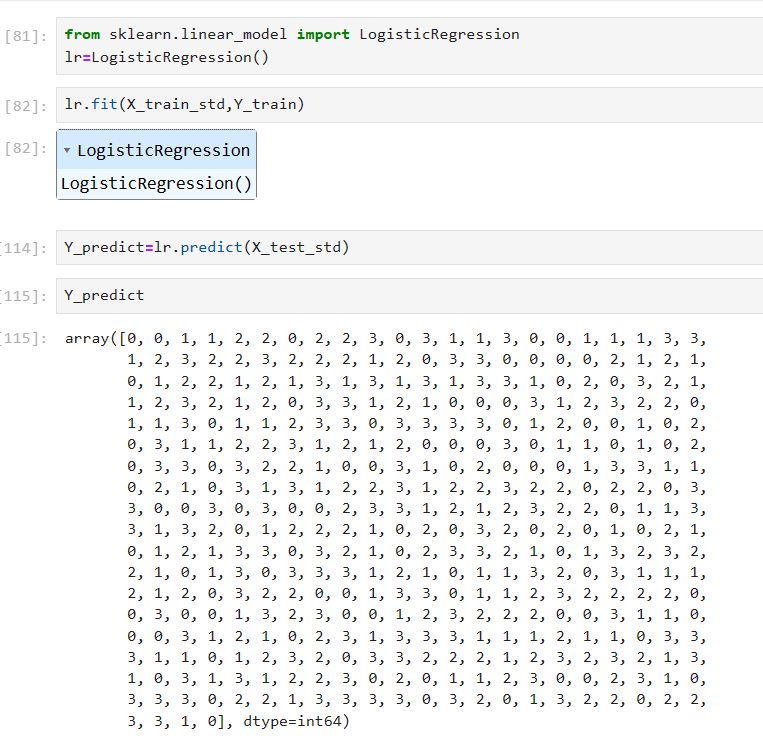 [81]: from sklearn.linear_model import LogisticRegression
lr=LogisticRegression()
[82]: lr.fit(X_train_std,Y_train)
[82]: ▾ LogisticRegression
LogisticRegression()
[114]: Y_predict=lr.predict(X_test_std)
[115]: Y_predict
[115]: array([0, 0, 1, 1, 2, 2, 0, 2, 2, 3, 0, 3, 1, 1, 3, 0, 0, 1, 1, 1, 3, 3,
1, 2, 3, 2, 2, 3, 2, 2, 2, 1, 2, 0, 3, 3, 0, 0, 0, 0, 2, 1, 2, 1,
0, 1, 2, 2, 1, 2, 1, 3, 1, 3, 1, 3, 1, 3, 3, 1, 0, 2, 0, 3, 2, 1,
1, 2, 3, 2, 1, 2, 0, 3, 3, 1, 2, 1, 0, 0, 0, 3, 1, 2, 3, 2, 2, 0,
1, 1, 3, 0, 1, 1, 2, 3, 3, 0, 3, 3, 3, 3, 0, 1, 2, 0, 0, 1, 0, 2,
0, 3, 1, 1, 2, 2, 3, 1, 2, 1, 2, 0, 0, 0, 3, 0, 1, 1, 0, 1, 0, 2,
0, 3, 3, 0, 3, 2, 2, 1, 0, 0, 3, 1, 0, 2, 0, 0, 0, 1, 3, 3, 1, 1,
0, 2, 1, 0, 3, 1, 3, 1, 2, 2, 3, 1, 2, 2, 3, 2, 2, 0, 2, 2, 0, 3,
3, 0, 0, 3, 0, 3, 0, 0, 2, 3, 3, 1, 2, 1, 2, 3, 2, 2, 0, 1, 1, 3,
3, 1, 3, 2, 0, 1, 2, 2, 2, 1, 0, 2, 0, 3, 2, 0, 2, 0, 1, 0, 2, 1,
0, 1, 2, 1, 3, 3, 0, 3, 2, 1, 0, 2, 3, 3, 2, 1, 0, 1, 3, 2, 3, 2,
2, 1, 0, 1, 3, 0, 3, 3, 3, 1, 2, 1, 0, 1, 1, 3, 2, 0, 3, 1, 1, 1,
2, 1, 2, 0, 3, 2, 2, 0, 0, 1, 3, 3, 0, 1, 1, 2, 3, 2, 2, 2, 2, 0,
0, 3, 0, 0, 1, 3, 2, 3, 0, 0, 1, 2, 3, 2, 2, 2, 0, 0, 3, 1, 1, 0,
0, 0, 3, 1, 2, 1, 0, 2, 3, 1, 3, 3, 3, 1, 1, 1, 2, 1, 1, 0, 3, 3,
3, 1, 1, 0, 1, 2, 3, 2, 0, 3, 3, 2, 2, 2, 1, 2, 3, 2, 3, 2, 1, 3,
1, 0, 3, 1, 3, 1, 2, 2, 3, 0, 2, 0, 1, 1, 2, 3, 0, 0, 2, 3, 1, 0,
3, 3, 3, 0, 2, 2, 1, 3, 3, 3, 3, 0, 3, 2, 0, 1, 3, 2, 2, 0, 2, 2,
3, 3, 1, 0], dtype=int64)